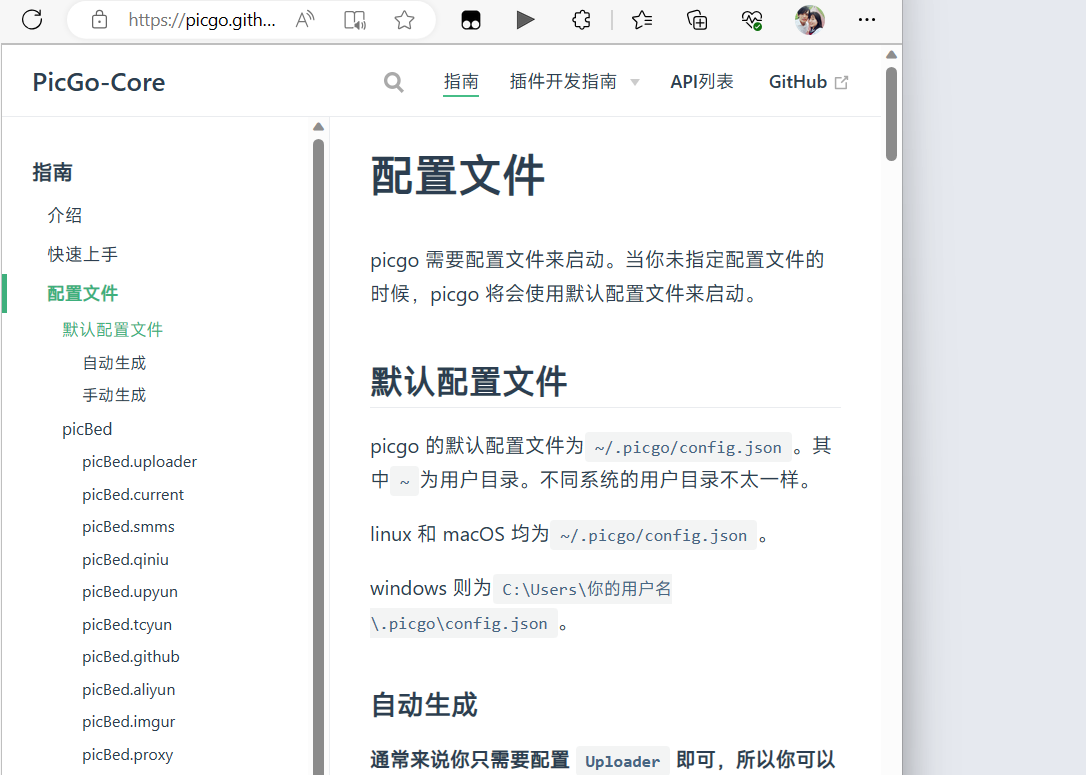 https://picgo.gith...
PicGo-Core
指南
插件开发指南
API列表
GitHub
指南
介绍
快速上手
配置文件
默认配置文件
自动生成
手动生成
picBed
picBed.uploader
picBed.current
picBed.smms
picBed.qiniu
picBed.upyun
picBed.tcyun
picBed.github
picBed.aliyun
picBed.imgur
picBed.proxy
配置文件
picgo 需要配置文件来启动。当你未指定配置文件的
时候，picgo 将会使用默认配置文件来启动。
默认配置文件
picgo 的默认配置文件为 ~/.picgo/config.json 。其
中 ~ 为用户目录。不同系统的用户目录不太一样。
linux 和 macOS 均为 ~/.picgo/config.json 。
windows 则为 C:\Users\你的用户名
\.picgo\config.json 。
自动生成
通常来说你只需要配置 Uploader 即可，所以你可以